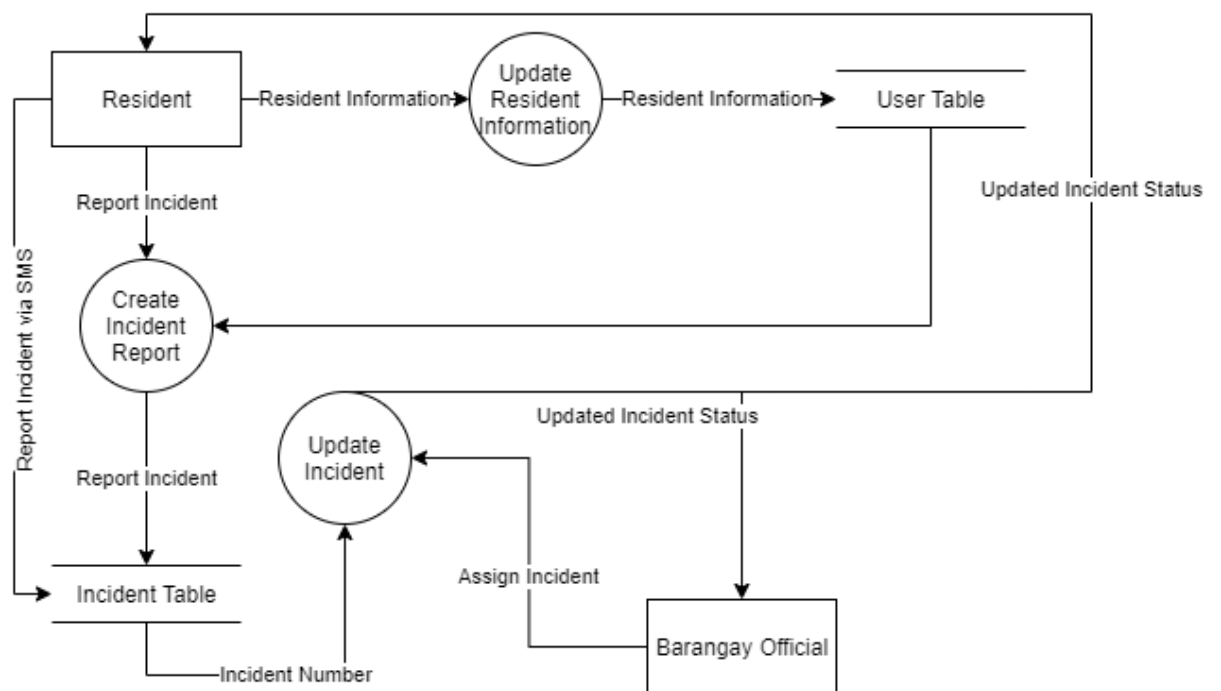 Resident
Resident Information
Update
Resident
Information
Resident Information
User Table
Updated Incident Status
Report Incident
Report Incident via SMS
Create
Incident
Report
Updated Incident Status
Update
Incident
Report Incident
Assign Incident
Incident Table
Barangay Official
Incident Number